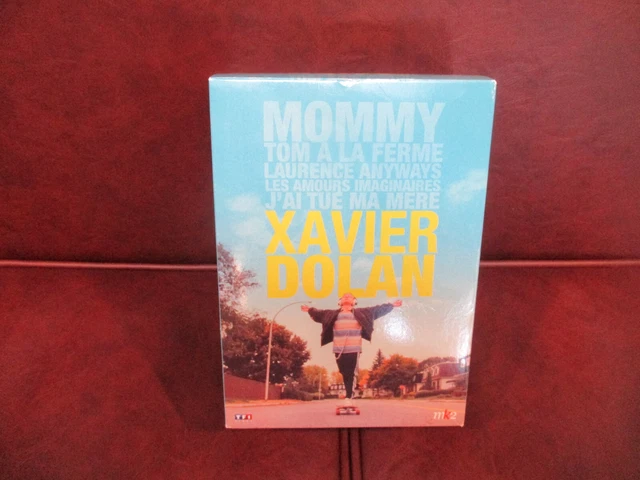 MOMMY
TOM À LA FERME
LAURENCE ANYWAYS
LES AMOURS IMAGINAIRES
J'AI TUÉ MA MÈRE
XAVIER
DOLAN
TF1
mk2